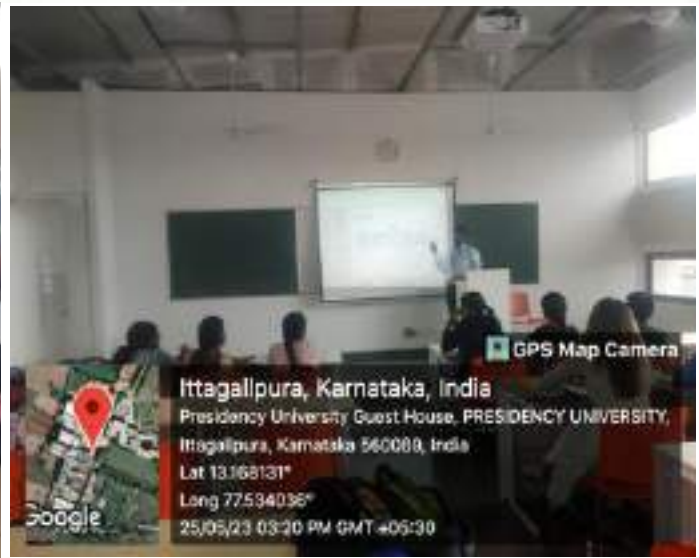 GPS Map Camera
Ittagallpura, Karnataka, India
Presidency University Guest House, PRESIDENCY UNIVERSITY,
Ittagallpura, Karnataka 560089, India
Lat 13.168131°
Long 77.534036°
25/05/23 03:20 PM GMT +05:30
Google